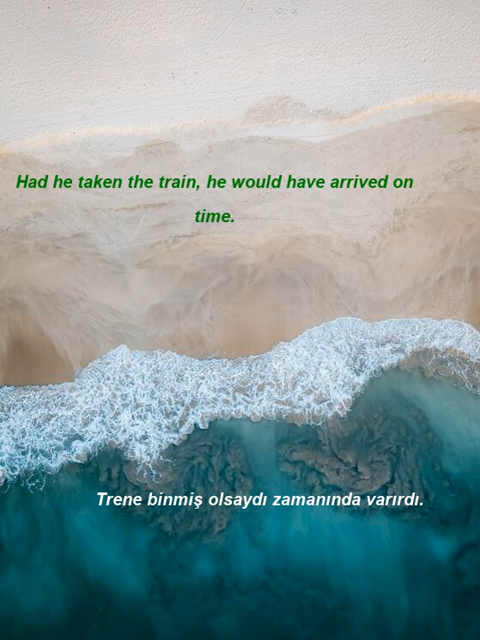 Had he taken the train, he would have arrived on
time.
Trene binmiş olsaydı zamanında varırdı.